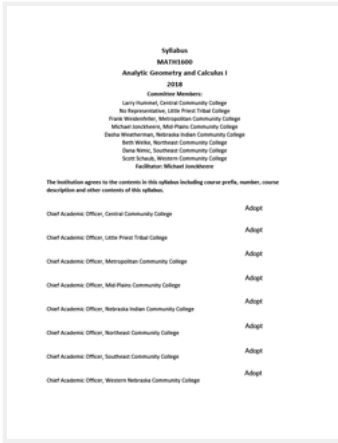 Syllabus
MATH1600
Analytic Geometry and Calculus I
2018
Committee Members:
Larry Hummel, Central Community College
No Representative, Little Priest Tribal College
Frank Weidenfeller, Metropolitan Community College
Michael Jonckheere, Mid-Plains Community College
Dasha Weatherman, Nebraska Indian Community College
Beth Welke, Northeast Community College
Dana Nimic, Southeast Community College
Scott Schaub, Western Community College
Facilitator: Michael Jonckheere
The institution agrees to the contents in this syllabus including course prefix, number, course
description and other contents of this syllabus.
Adopt
Chief Academic Officer, Central Community College
Adopt
Chief Academic Officer, Little Priest Tribal College
Adopt
Chief Academic Officer, Metropolitan Community College
Adopt
Chief Academic Officer, Mid-Plains Community College
Adopt
Chief Academic Officer, Nebraska Indian Community College
Adopt
Chief Academic Officer, Northeast Community College
Adopt
Chief Academic Officer, Southeast Community College
Adopt
Chief Academic Officer, Western Nebraska Community College